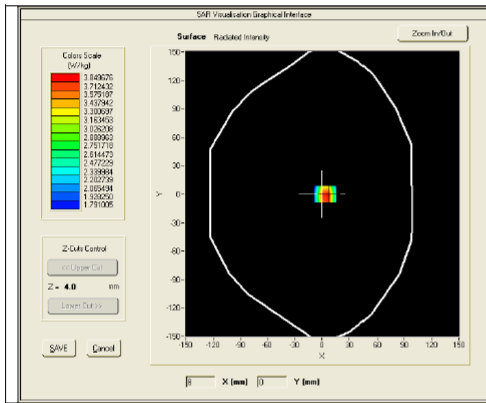 SAR Visualisation Graphical Interface
Surface Radiated Intensity
Zoom In/Out
Colors Scale
(W/kg)
3.849676
3.712432
3.575187
3.437942
3.300697
3.163453
3.026208
2.888963
2.751718
2.614473
2.477229
2.339984
2.202739
2.065494
1.928250
1.791005
150
120
90
60
30
0
-30
-60
-90
-120
-150
Y
-150 -120 -90 -60 -30 0 30 60 90 120 150
X
Z-Cuts Control
<< Upper Cut
Z = 4.0 mm
Lower Cut >>
SAVE Cancel
8 X (mm) 0 Y (mm)